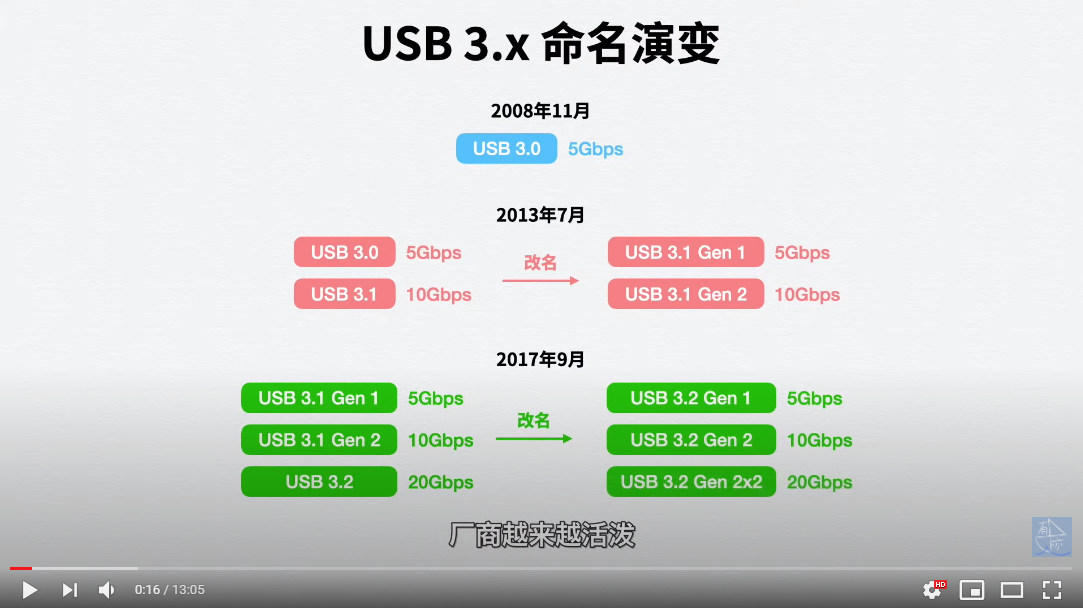 USB 3.x 命名演变
2008年11月
USB 3.0 5Gbps
2013年7月
USB 3.0 5Gbps 改名 USB 3.1 Gen 1 5Gbps
USB 3.1 10Gbps USB 3.1 Gen 2 10Gbps
2017年9月
USB 3.1 Gen 1 5Gbps USB 3.2 Gen 1 5Gbps
改名
USB 3.1 Gen 2 10Gbps USB 3.2 Gen 2 10Gbps
USB 3.2 20Gbps USB 3.2 Gen 2x2 20Gbps
厂商越来越活泼
0:16 / 13:05
HD